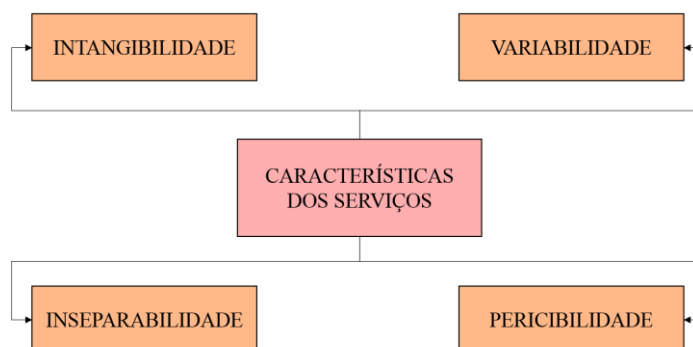 INTANGIBILIDADE
VARIABILIDADE
CARACTERÍSTICAS
DOS SERVIÇOS
INSEPARABILIDADE
PERICIBILIDADE